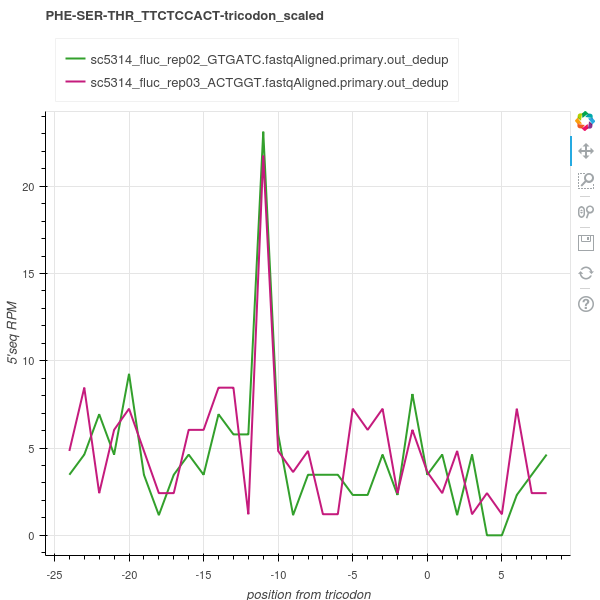 PHE-SER-THR_TTCTCCACT-tricodon_scaled
sc5314_fluc_rep02_GTGATC.fastqAligned.primary.out_dedup
sc5314_fluc_rep03_ACTGGT.fastqAligned.primary.out_dedup
5'seq RPM
20
15
10
5
0
-25 -20 -15 -10 -5 0 5
position from tricodon